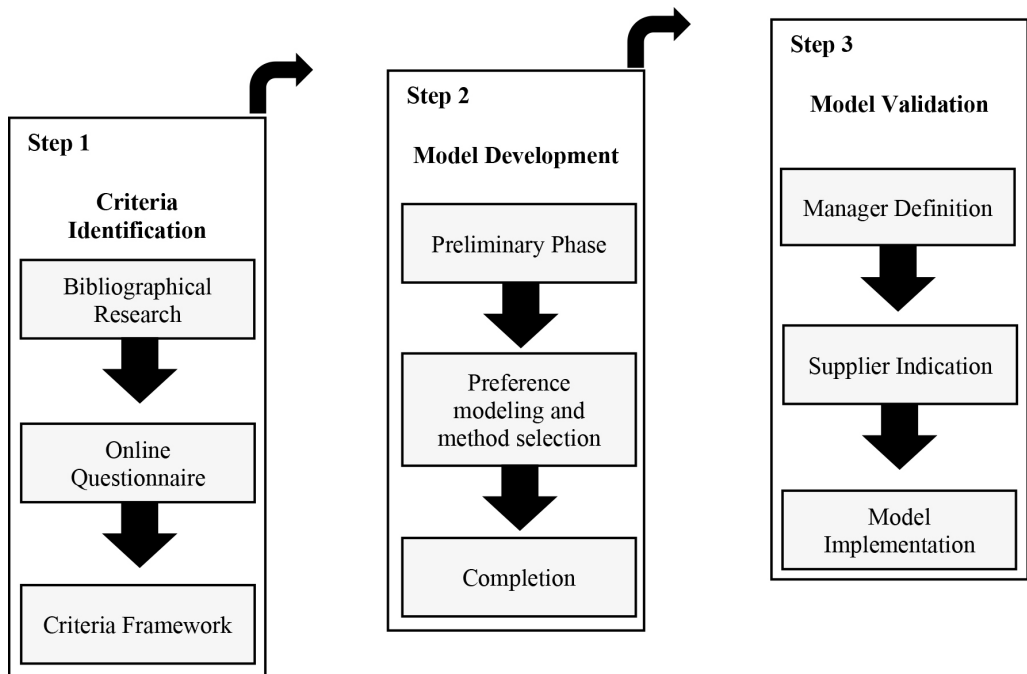 Step 1
Criteria
Identification
Bibliographical
Research
Online
Questionnaire
Criteria Framework
Step 2
Model Development
Preliminary Phase
Preference
modeling and
method selection
Completion
Step 3
Model Validation
Manager Definition
Supplier Indication
Model
Implementation